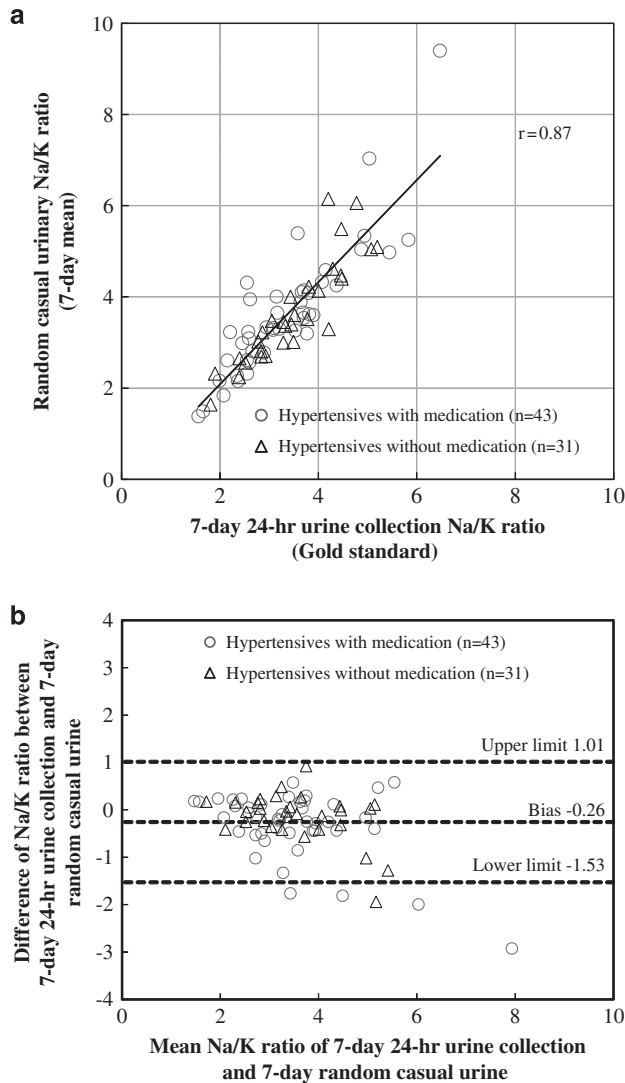 a
Random casual urinary Na/K ratio
(7-day mean)
10
8
6
4
2
0
r=0.87
Hypertensives with medication (n=43)
Hypertensives without medication (n=31)
0 2 4 6 8 10
7-day 24-hr urine collection Na/K ratio
(Gold standard)
b
Difference of Na/K ratio between
7-day 24-hr urine collection and 7-day
random casual urine
4
3
2
1
0
-1
-2
-3
-4
Hypertensives with medication (n=43)
Hypertensives without medication (n=31)
Upper limit 1.01
Bias -0.26
Lower limit -1.53
0 2 4 6 8 10
Mean Na/K ratio of 7-day 24-hr urine collection
and 7-day random casual urine